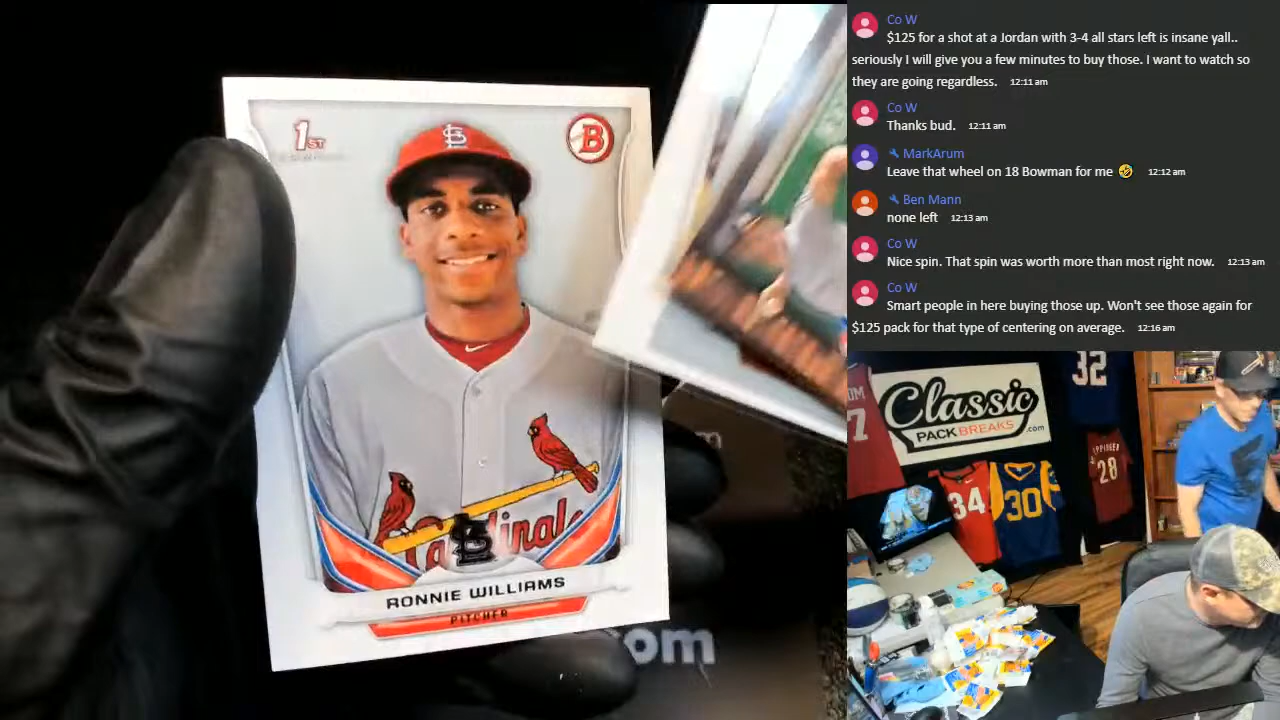 1ST
B
STL
Cardinals
STL
RONNIE WILLIAMS
PITCHER
om
Co W
$125 for a shot at a Jordan with 3-4 all stars left is insane yall..
seriously I will give you a few minutes to buy those. I want to watch so
they are going regardless. 12:11 am
Co W
Thanks bud. 12:11 am
MarkArum
Leave that wheel on 18 Bowman for me 🤣 12:12 am
Ben Mann
none left 12:13 am
Co W
Nice spin. That spin was worth more than most right now. 12:13 am
Co W
Smart people in here buying those up. Won't see those again for
$125 pack for that type of centering on average. 12:16 am
Classic
PACKBREAKS.com
32
7
34
30
28